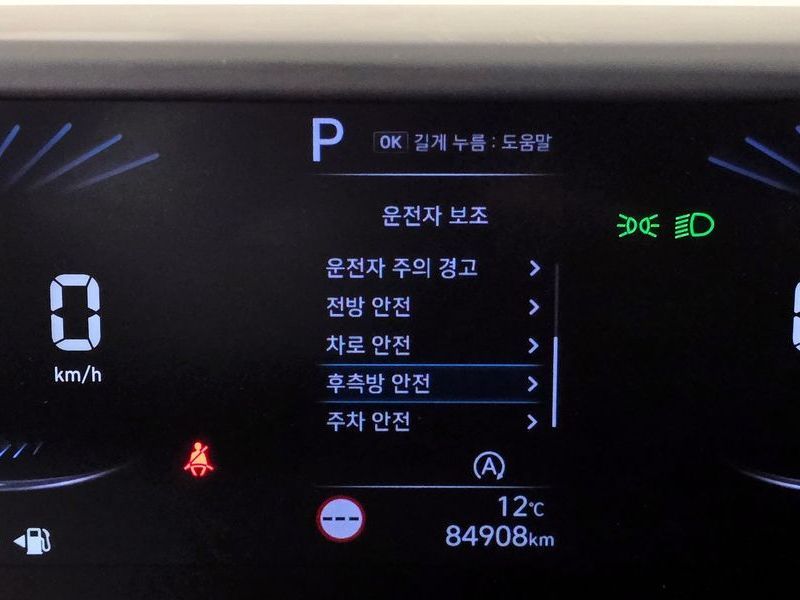 P
OK 길게 누름 : 도움말
운전자 보조
운전자 주의 경고
전방 안전
차로 안전
후측방 안전
주차 안전
0
km/h
A
12°C
84908km